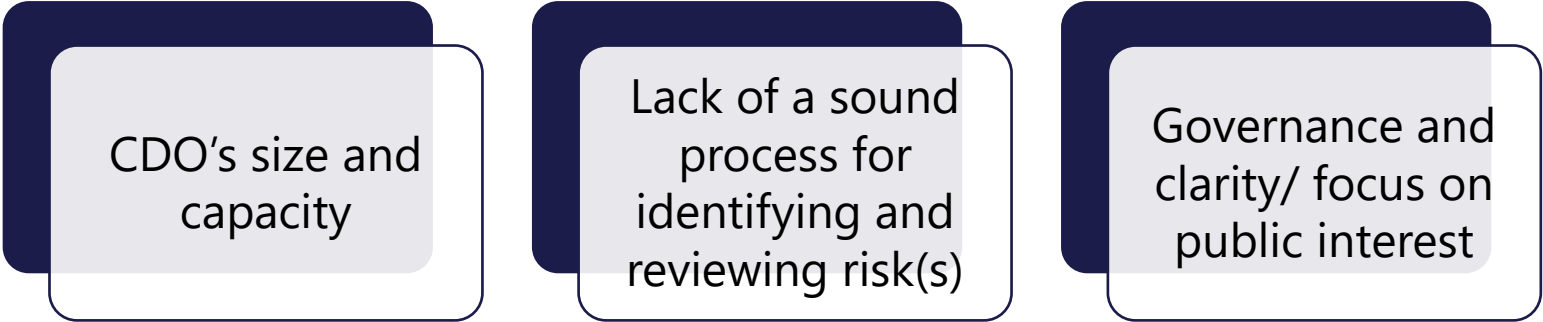 CDO’s size and
capacity
Lack of a sound
process for
identifying and
reviewing risk(s)
Governance and
clarity/ focus on
public interest